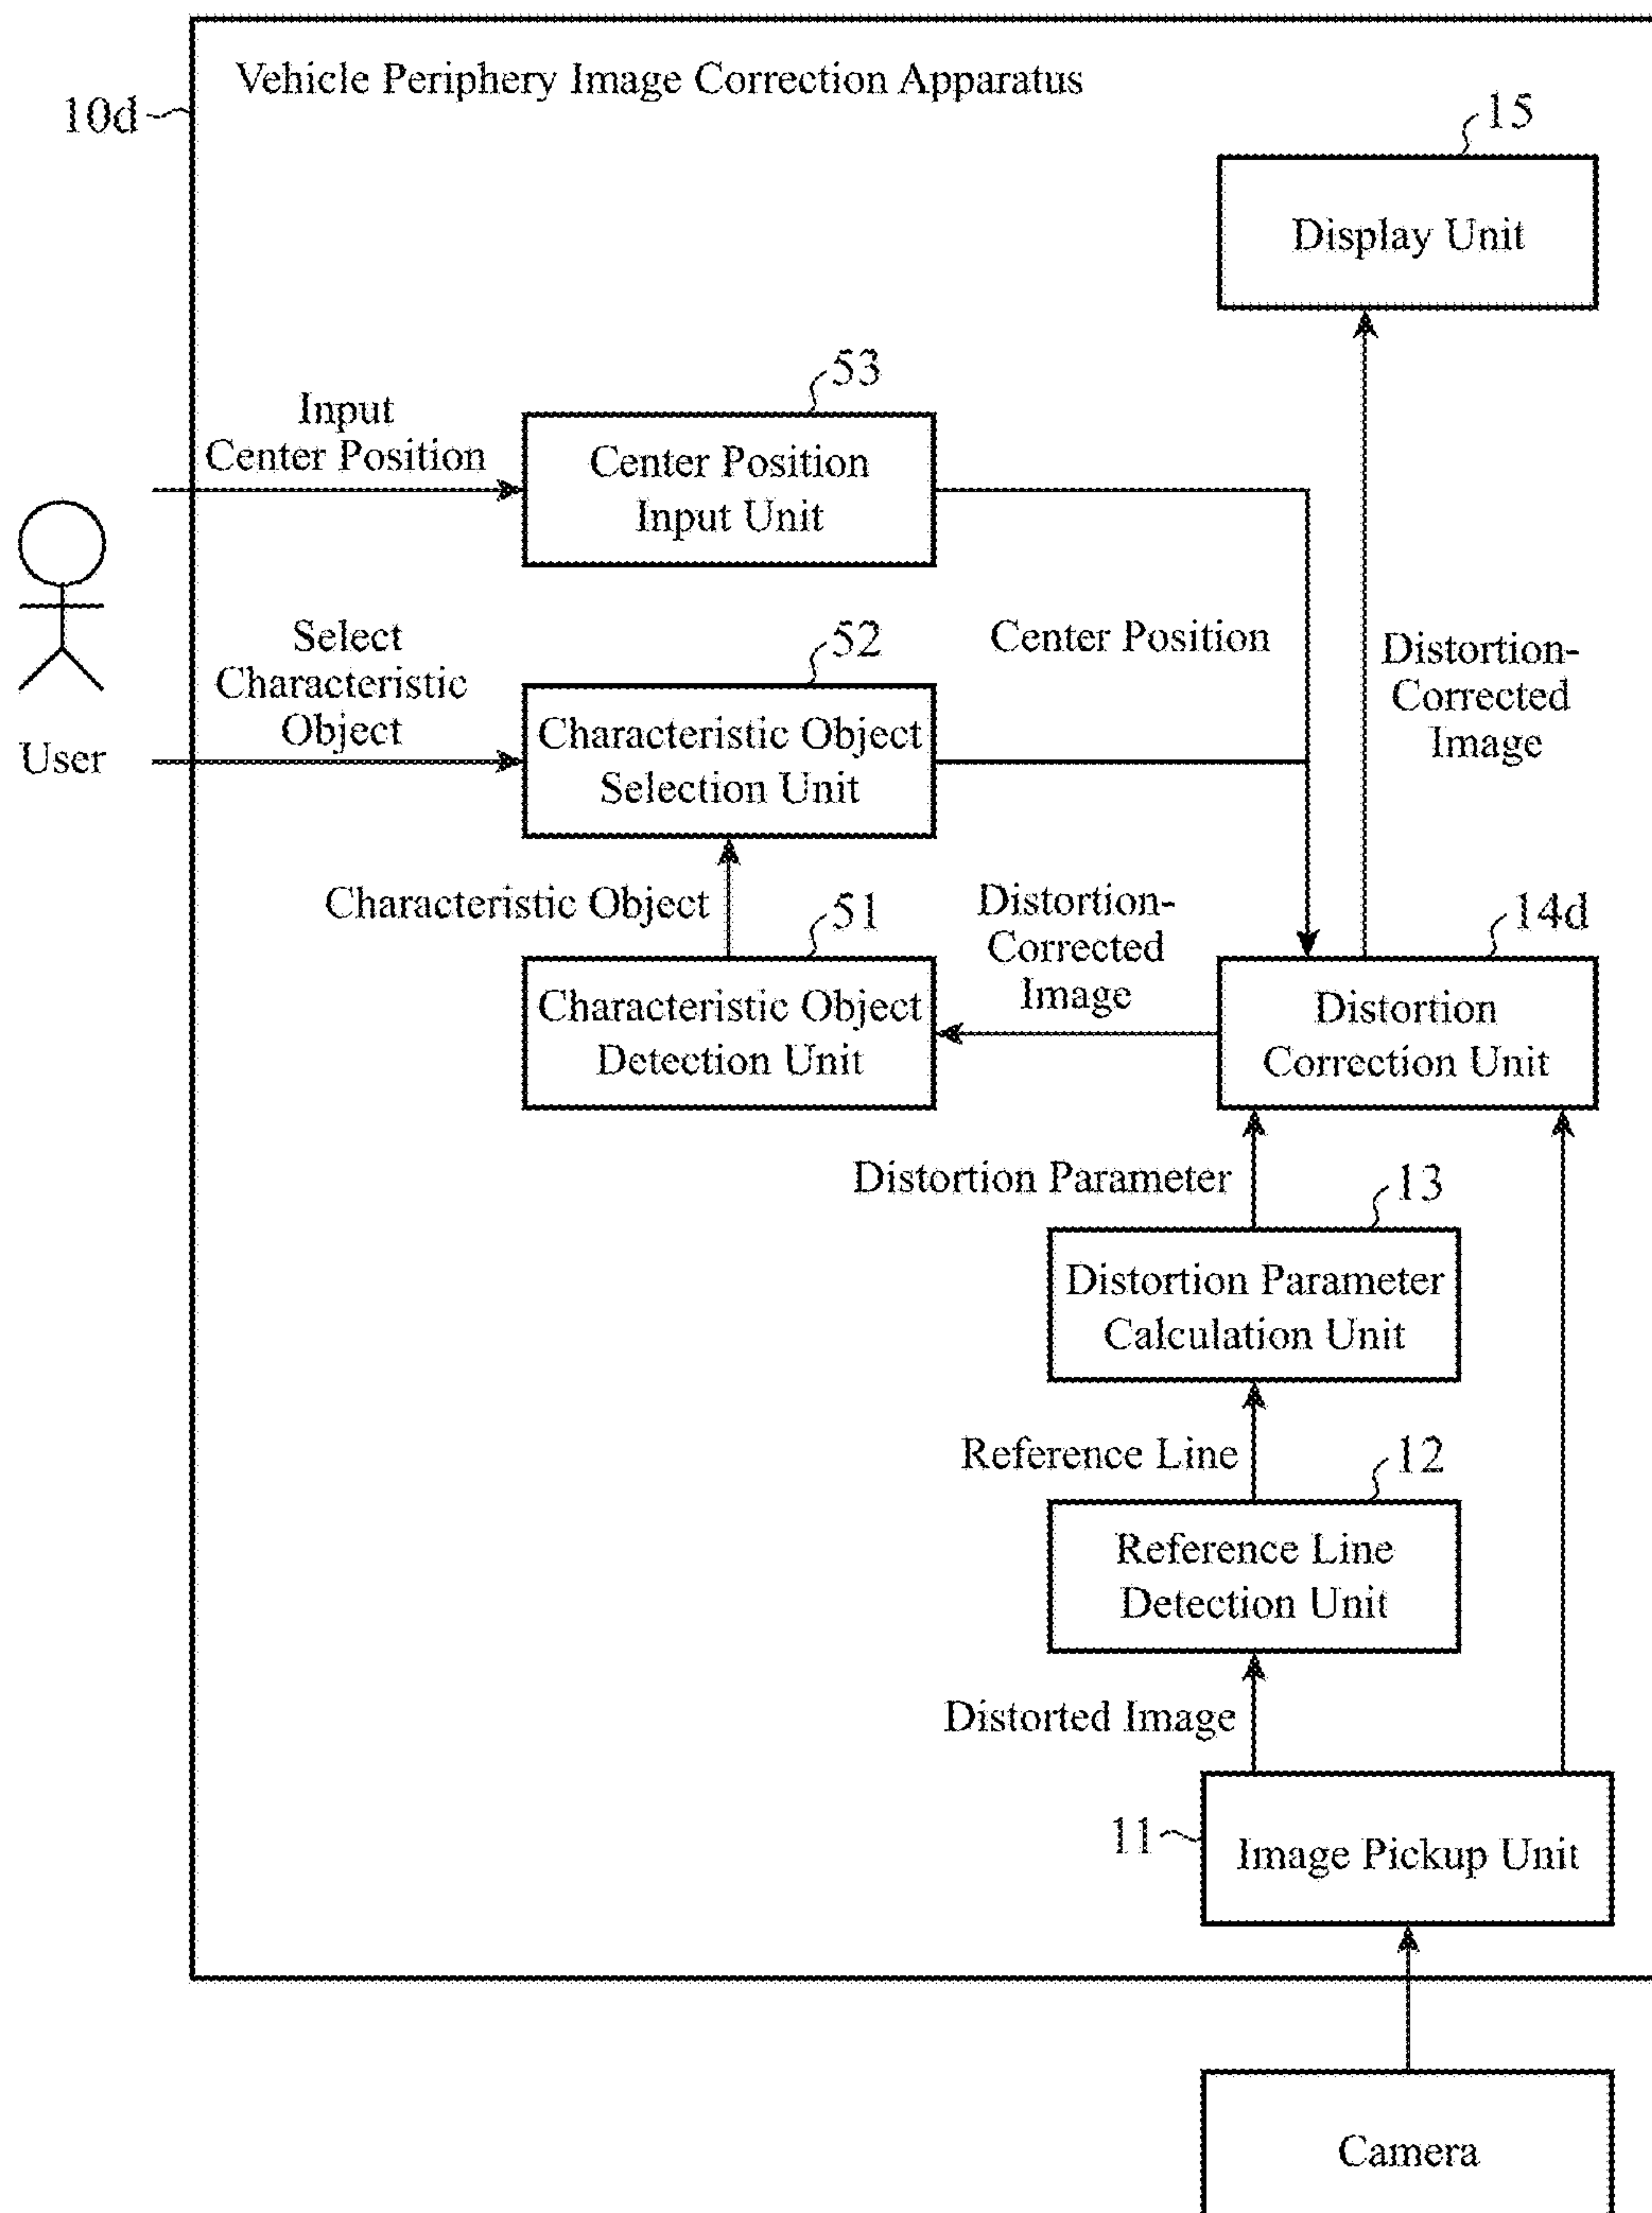 Vehicle Periphery Image Correction Apparatus
10d
15
Display Unit
53
Input
Center Position
Center Position
Input Unit
52
Select
Characteristic
Object
User
Characteristic Object
Selection Unit
Center Position
Distortion-
Corrected
Image
Characteristic Object
51
Distortion-
Corrected
Image
14d
Characteristic Object
Detection Unit
Distortion
Correction Unit
Distortion Parameter
13
Distortion Parameter
Calculation Unit
Reference Line
12
Reference Line
Detection Unit
Distorted Image
11
Image Pickup Unit
Camera